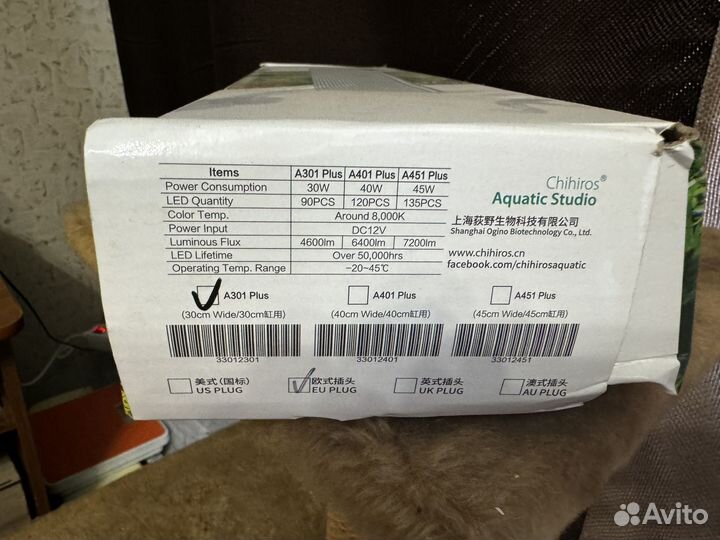 Items A301 Plus A401 Plus A451 Plus
Power Consumption 30W 40W 45W
LED Quantity 90PCS 120PCS 135PCS
Color Temp. Around 8,000K
Power Input DC12V
Luminous Flux 4600lm 6400lm 7200lm
LED Lifetime Over 50,000hrs
Operating Temp. Range −20~45℃
Chihiros®
Aquatic Studio
上海荻野生物科技有限公司
Shanghai Ogino Biotechnology Co., Ltd.
www.chihiros.cn
facebook.com/chihirosaquatic
A301 Plus A401 Plus A451 Plus
(30cm Wide/30cm缸用) (40cm Wide/40cm缸用) (45cm Wide/45cm缸用)
33012301 33012401 33012451
美式(国标) 欧式插头 英式插头 澳式插头
US PLUG EU PLUG UK PLUG AU PLUG
Avito